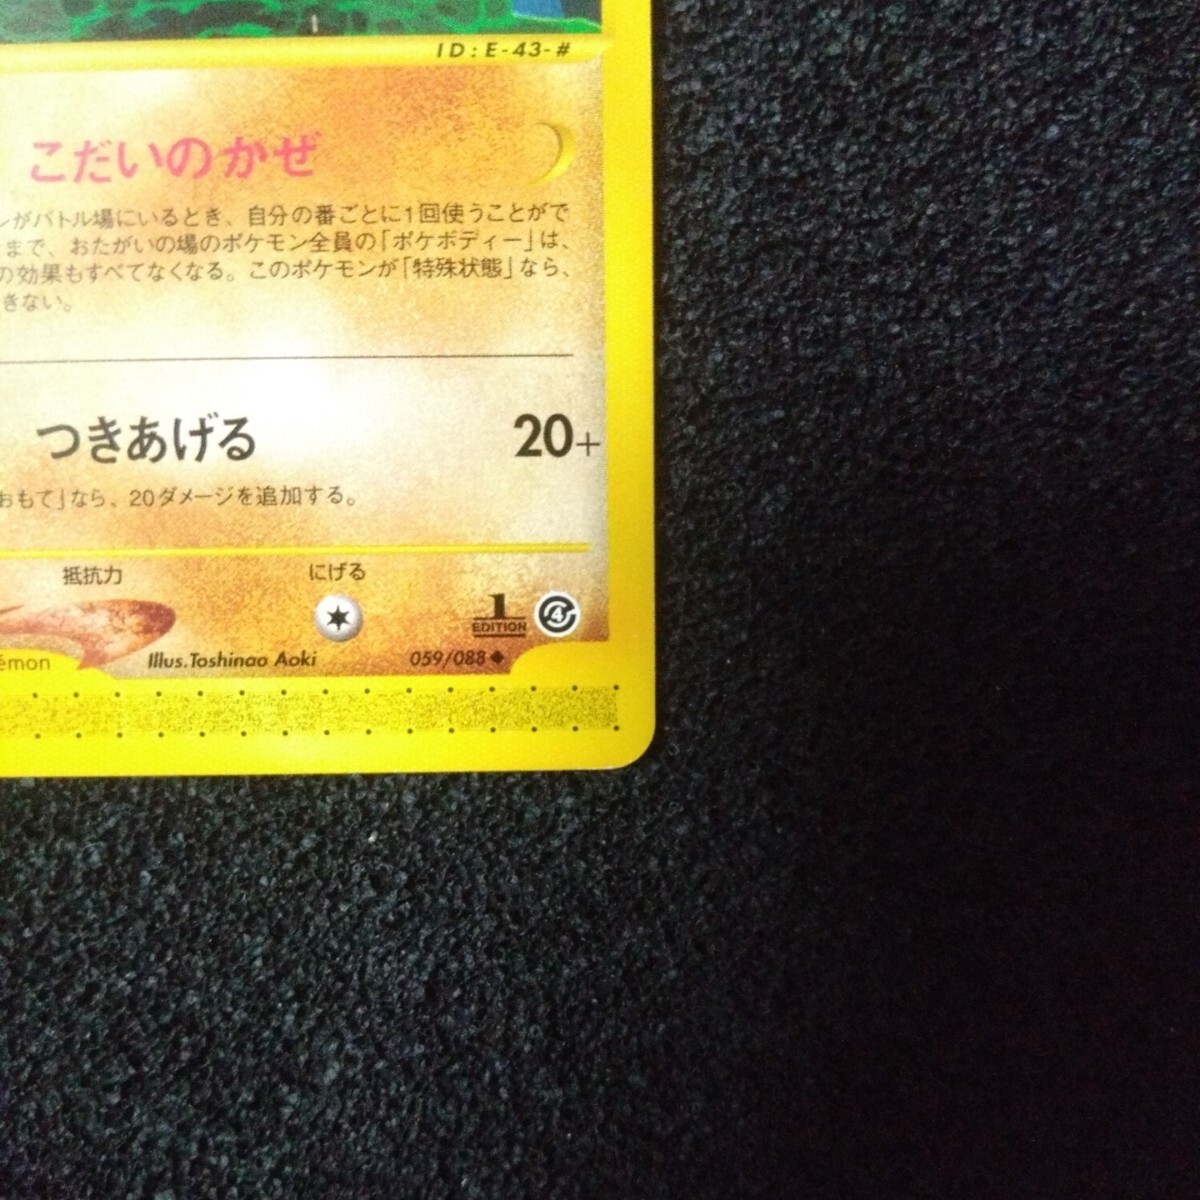 ID:E-43-#
こだいのかぜ
がバトル場にいるとき、自分の番ごとに1回使うことがで
まで、おたがいの場のポケモン全員の「ポケボディー」は、
の効果もすべてなくなる。このポケモンが「特殊状態」なら、
きない。
つきあげる 20+
おもて」なら、20ダメージを追加する。
抵抗力 にげる
1 EDITION 4
émon Illus.Toshinao Aoki 059/088◆